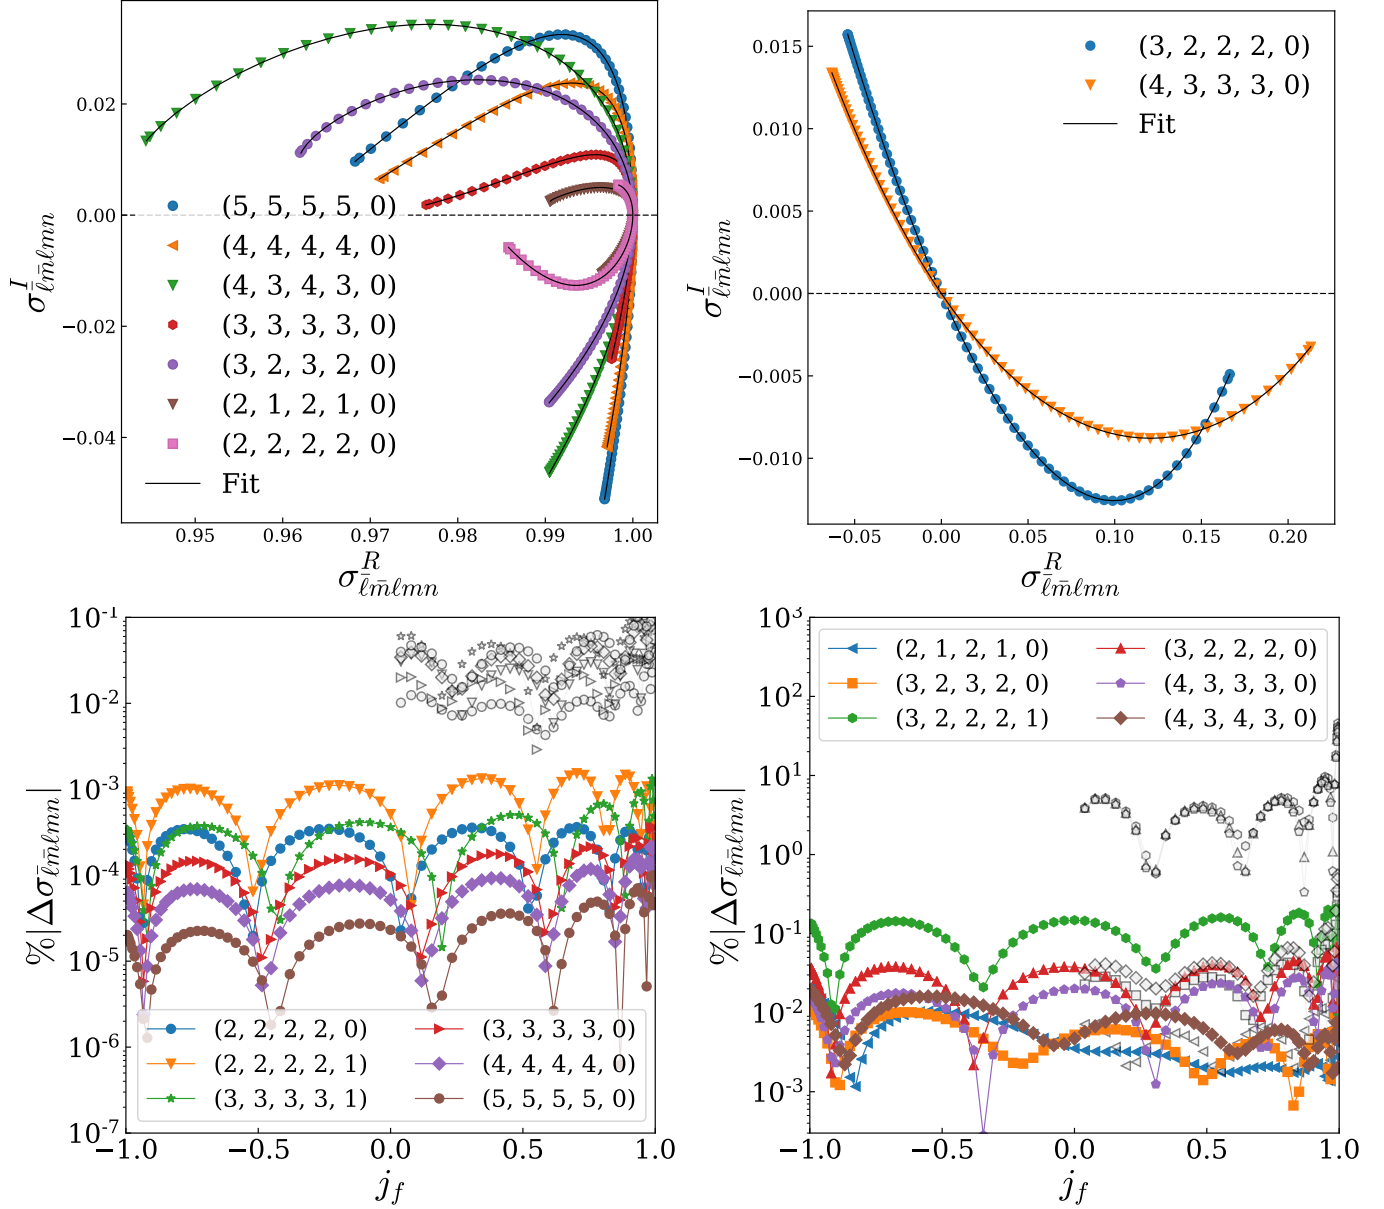 0.02
0.00
−0.02
−0.04
0.95
0.96
0.97
0.98
0.99
1.00
σ^I_{ℓ̄m̄ℓmn}
σ^R_{ℓ̄m̄ℓmn}
(5, 5, 5, 5, 0)
(4, 4, 4, 4, 0)
(4, 3, 4, 3, 0)
(3, 3, 3, 3, 0)
(3, 2, 3, 2, 0)
(2, 1, 2, 1, 0)
(2, 2, 2, 2, 0)
Fit
0.015
0.010
0.005
0.000
−0.005
−0.010
−0.05
0.00
0.05
0.10
0.15
0.20
σ^I_{ℓ̄m̄ℓmn}
σ^R_{ℓ̄m̄ℓmn}
(3, 2, 2, 2, 0)
(4, 3, 3, 3, 0)
Fit
10^{-1}
10^{-2}
10^{-3}
10^{-4}
10^{-5}
10^{-6}
10^{-7}
−1.0
−0.5
0.0
0.5
1.0
%|Δσ_{ℓ̄m̄ℓmn}|
j_f
(2, 2, 2, 2, 0)
(2, 2, 2, 2, 1)
(3, 3, 3, 3, 1)
(3, 3, 3, 3, 0)
(4, 4, 4, 4, 0)
(5, 5, 5, 5, 0)
10^3
10^2
10^1
10^0
10^{-1}
10^{-2}
10^{-3}
−1.0
−0.5
0.0
0.5
1.0
%|Δσ_{ℓ̄m̄ℓmn}|
j_f
(2, 1, 2, 1, 0)
(3, 2, 3, 2, 0)
(3, 2, 2, 2, 1)
(3, 2, 2, 2, 0)
(4, 3, 3, 3, 0)
(4, 3, 4, 3, 0)